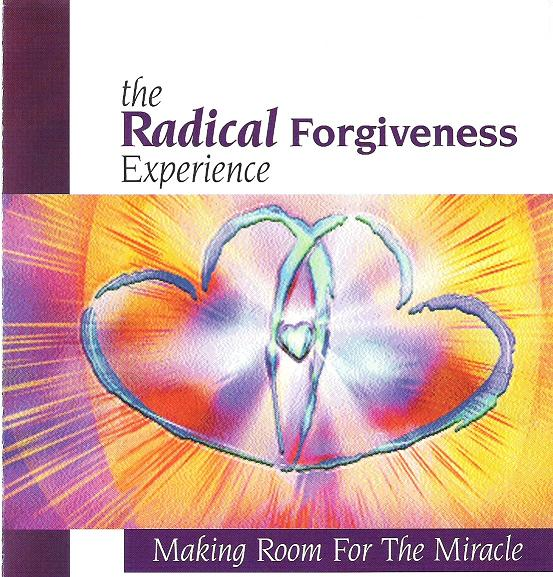 the
Radical Forgiveness
Experience
Making Room For The Miracle